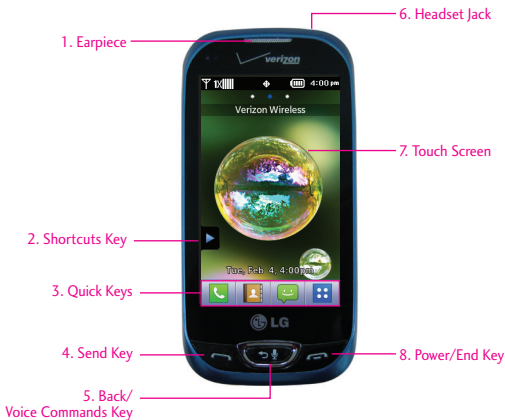 6. Headset Jack
1. Earpiece
verizon
1X 4:00 pm
Verizon Wireless
7. Touch Screen
2. Shortcuts Key
Tue, Feb 4, 4:00pm
3. Quick Keys
LG
4. Send Key
8. Power/End Key
5. Back/
Voice Commands Key